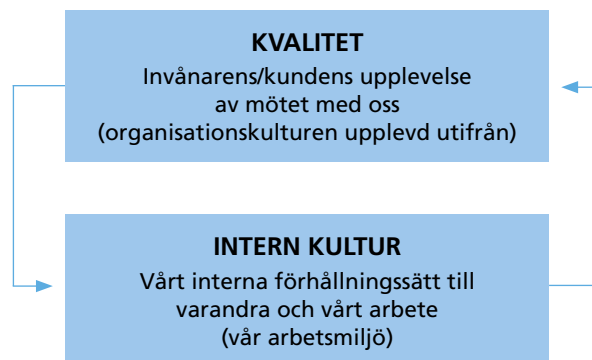 KVALITET
Invånarens/kundens upplevelse
av mötet med oss
(organisationskulturen upplevd utifrån)
INTERN KULTUR
Vårt interna förhållningssätt till
varandra och vårt arbete
(vår arbetsmiljö)